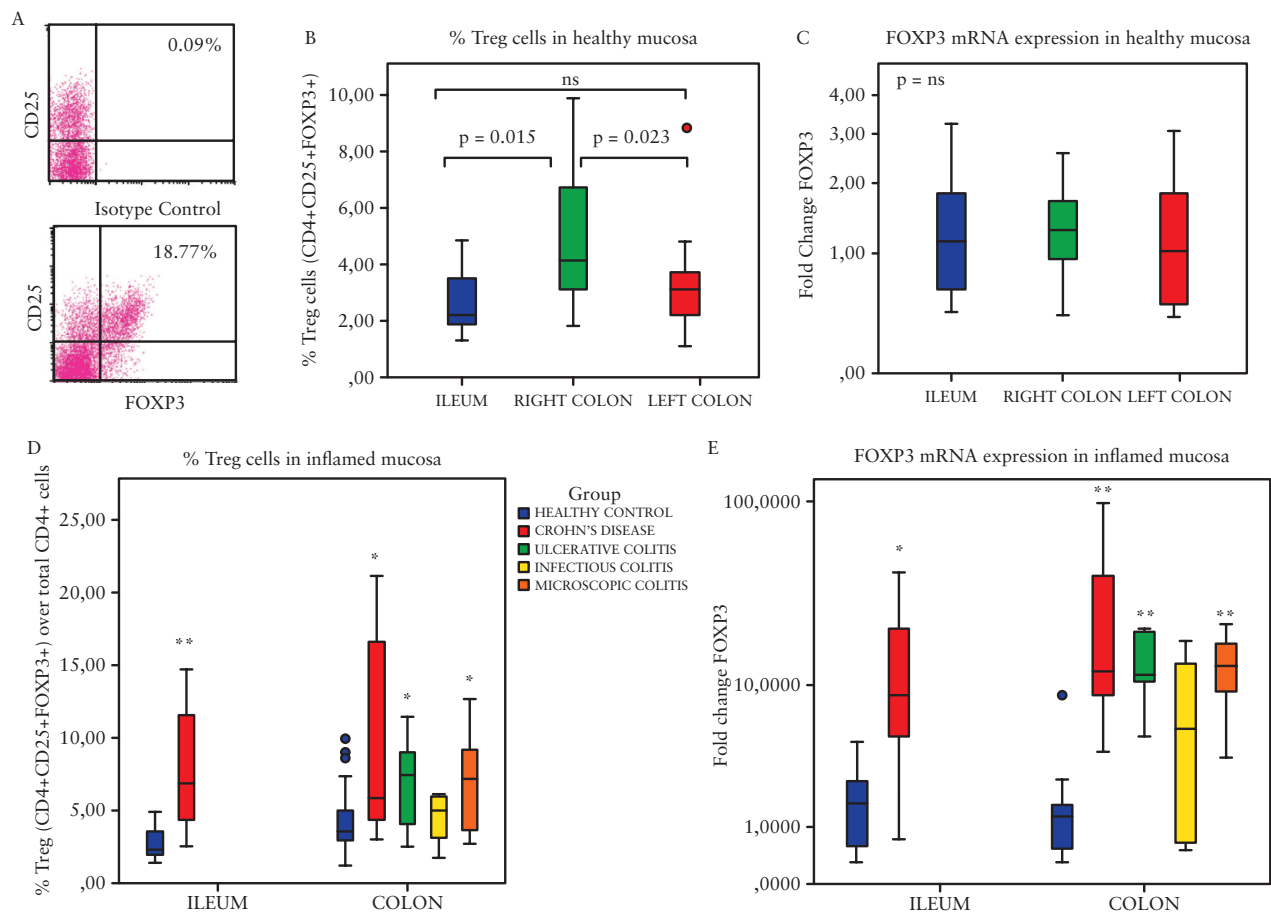 A
0.09%
CD25
Isotype Control
18.77%
CD25
FOXP3
B
% Treg cells in healthy mucosa
% Treg cells (CD4+CD25+FOXP3+)
10,00
8,00
6,00
4,00
2,00
,00
ns
p = 0.015
p = 0.023
ILEUM
RIGHT COLON
LEFT COLON
C
FOXP3 mRNA expression in healthy mucosa
p = ns
Fold Change FOXP3
4,00
3,00
2,00
1,00
,00
ILEUM
RIGHT COLON
LEFT COLON
D
% Treg cells in inflamed mucosa
% Treg (CD4+CD25+FOXP3+) over total CD4+ cells
25,00
20,00
15,00
10,00
5,00
,00
**
*
*
*
ILEUM
COLON
Group
HEALTHY CONTROL
CROHN'S DISEASE
ULCERATIVE COLITIS
INFECTIOUS COLITIS
MICROSCOPIC COLITIS
E
FOXP3 mRNA expression in inflamed mucosa
Fold change FOXP3
100,0000
10,0000
1,0000
,0000
*
**
**
**
ILEUM
COLON